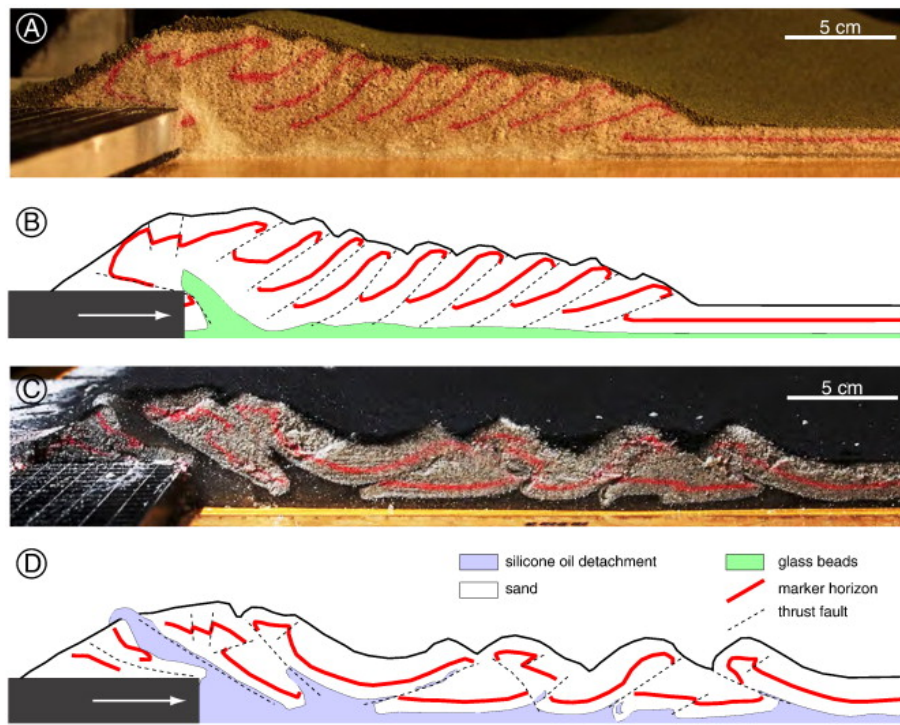 A
5 cm
B
C
5 cm
D
silicone oil detachment
glass beads
sand
marker horizon
thrust fault